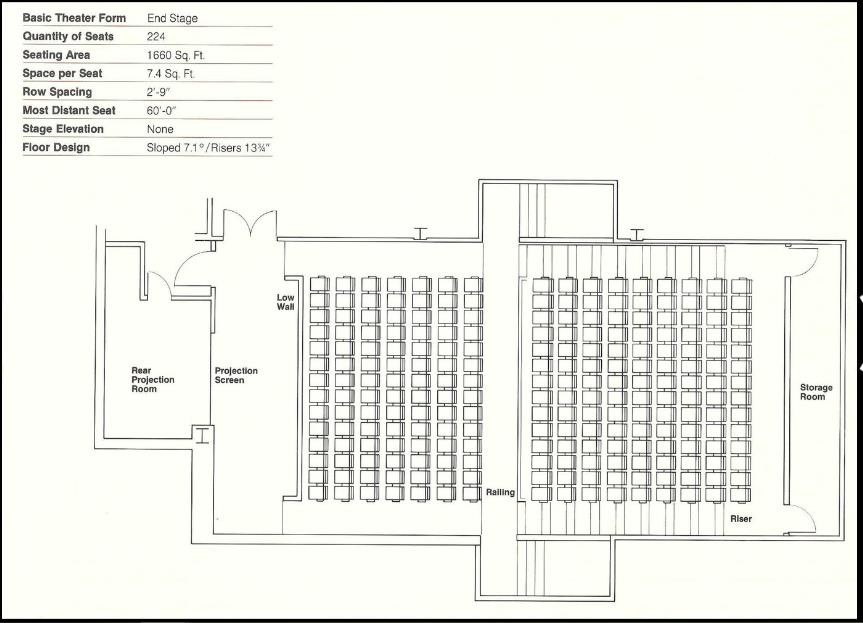 Basic Theater Form End Stage
Quantity of Seats 224
Seating Area 1660 Sq. Ft.
Space per Seat 7.4 Sq. Ft.
Row Spacing 2'-9"
Most Distant Seat 60'-0"
Stage Elevation None
Floor Design Sloped 7.1°/Risers 13¾"
Low
Wall
Rear
Projection
Room
Projection
Screen
Storage
Room
Railing
Riser